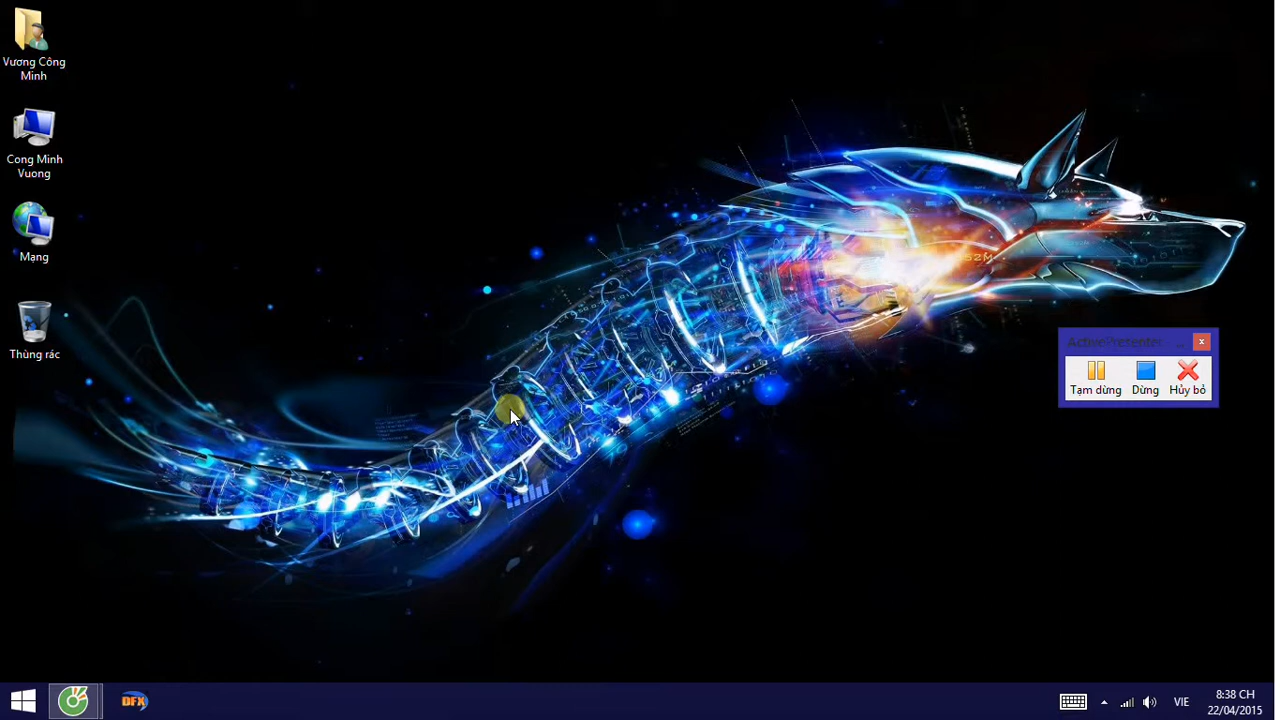 Vương Công
Minh
Cong Minh
Vuong
Mạng
Thùng rác
S2M
ActivePresenter
Tạm dừng
Dừng
Hủy bỏ
DFX
VIE
8:38 CH
22/04/2015